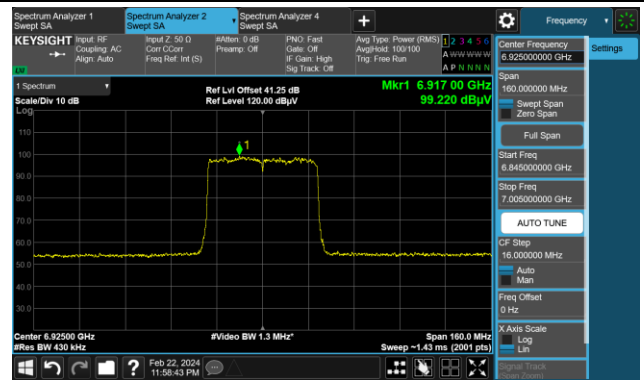 Spectrum Analyzer 1
Swept SA
Spectrum Analyzer 2
Swept SA
Spectrum Analyzer 4
Swept SA
+
Frequency
KEYSIGHT
Input: RF
Coupling: AC
Align: Auto
Input Z: 50 Ω
Corr CCorr
Freq Ref: Int (S)
#Atten: 0 dB
Preamp: Off
PNO: Fast
Gate: Off
IF Gain: High
Sig Track: Off
Avg Type: Power (RMS)
Avg|Hold: 100/100
Trig: Free Run
1 2 3 4 5 6
A W W W W W
A P N N N N
1 Spectrum
Scale/Div 10 dB
Log
Ref Lvl Offset 41.25 dB
Ref Level 120.00 dBµV
Mkr1 6.917 00 GHz
99.220 dBµV
1
110
100
90.0
80.0
70.0
60.0
50.0
40.0
30.0
Center 6.92500 GHz
#Res BW 430 kHz
#Video BW 1.3 MHz*
Span 160.0 MHz
Sweep ~1.43 ms (2001 pts)
?
Feb 22, 2024
11:58:43 PM
Center Frequency
6.925000000 GHz
Settings
Span
160.000000 MHz
Swept Span
Zero Span
Full Span
Start Freq
6.845000000 GHz
Stop Freq
7.005000000 GHz
AUTO TUNE
CF Step
16.000000 MHz
Auto
Man
Freq Offset
0 Hz
X Axis Scale
Log
Lin
Signal Track
(Span Zoom)